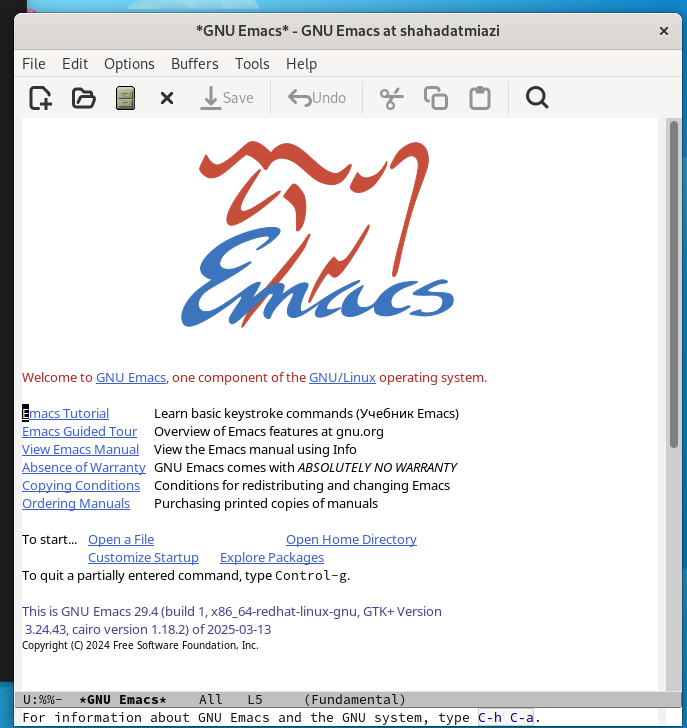 *GNU Emacs* - GNU Emacs at shahadatmiazi
File Edit Options Buffers Tools Help
Save Undo
Emacs
Welcome to GNU Emacs, one component of the GNU/Linux operating system.
Emacs Tutorial Learn basic keystroke commands (Учебник Emacs)
Emacs Guided Tour Overview of Emacs features at gnu.org
View Emacs Manual View the Emacs manual using Info
Absence of Warranty GNU Emacs comes with ABSOLUTELY NO WARRANTY
Copying Conditions Conditions for redistributing and changing Emacs
Ordering Manuals Purchasing printed copies of manuals
To start... Open a File Open Home Directory
Customize Startup Explore Packages
To quit a partially entered command, type Control-g.
This is GNU Emacs 29.4 (build 1, x86_64-redhat-linux-gnu, GTK+ Version
3.24.43, cairo version 1.18.2) of 2025-03-13
Copyright (C) 2024 Free Software Foundation, Inc.
U:%%- *GNU Emacs* All L5 (Fundamental)
For information about GNU Emacs and the GNU system, type C-h C-a.